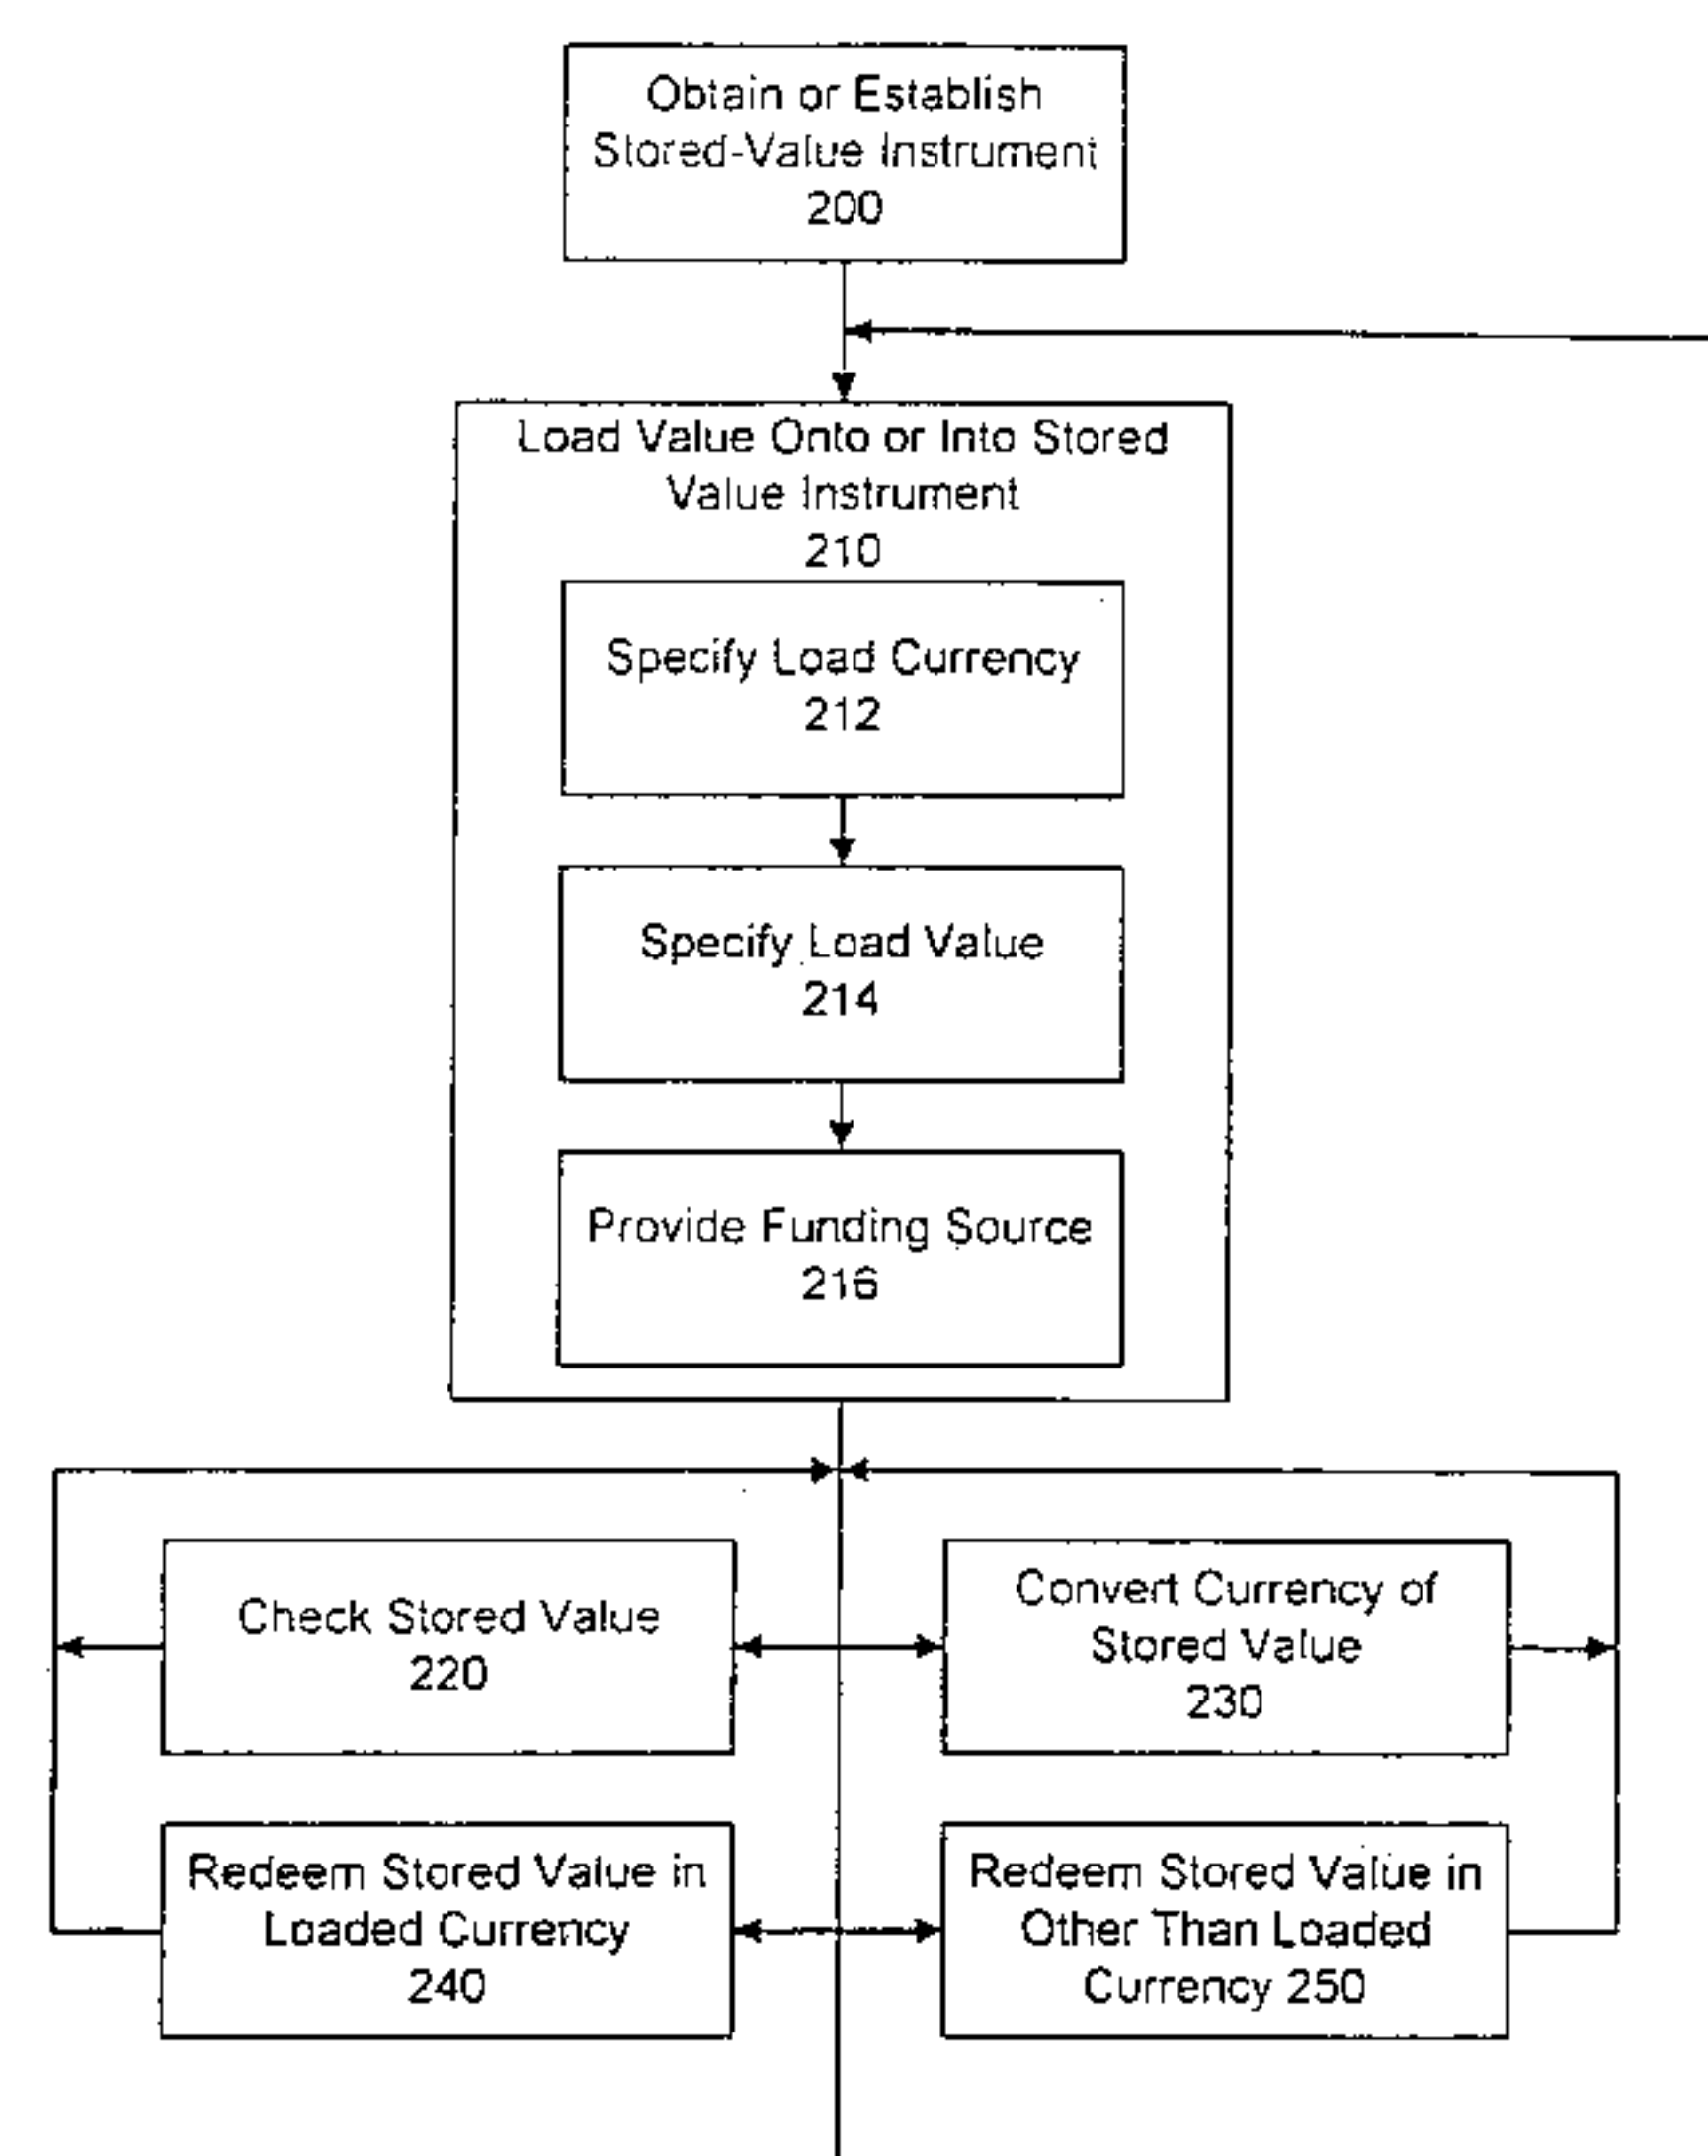 Obtain or Establish
Stored-Value Instrument
200
Load Value Onto or Into Stored
Value Instrument
210
Specify Load Currency
212
Specify Load Value
214
Provide Funding Source
216
Check Stored Value
220
Convert Currency of
Stored Value
230
Redeem Stored Value in
Loaded Currency
240
Redeem Stored Value in
Other Than Loaded
Currency 250